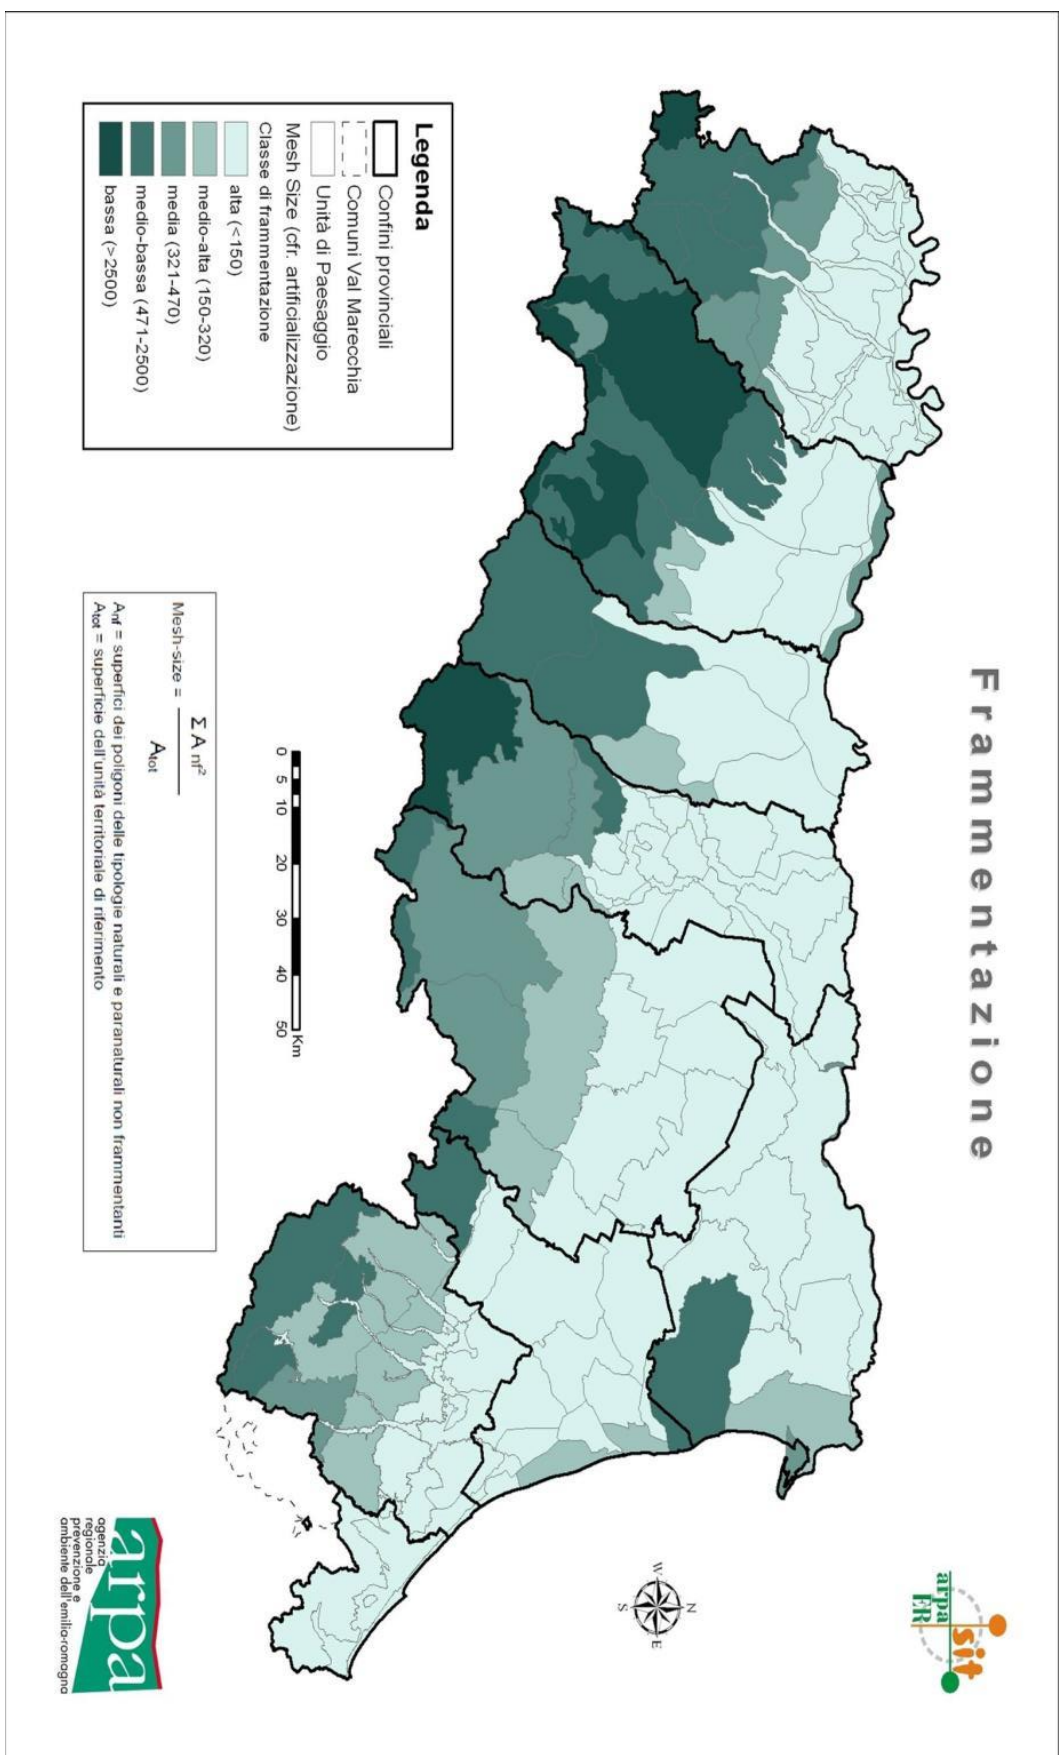 Frammentazione
Legenda
Confini provinciali
Comuni Val Marecchia
Unità di Paesaggio
Mesh Size (cfr. artificializzazione)
Classe di frammentazione
alta (<150)
medio-alta (150-320)
media (321-470)
medio-bassa (471-2500)
bassa (>2500)
0 5 10 20 30 40 50
Km
Mesh-size = Σ A nf²
Atot
Anf = superfici dei poligoni delle tipologie naturali e paranaturali non frammentanti
Atot = superficie dell'unità territoriale di riferimento
N
W E
S
sit
arpa
ER
arpa
agenzia
regionale
prevenzione e
ambiente dell'emilia-romagna